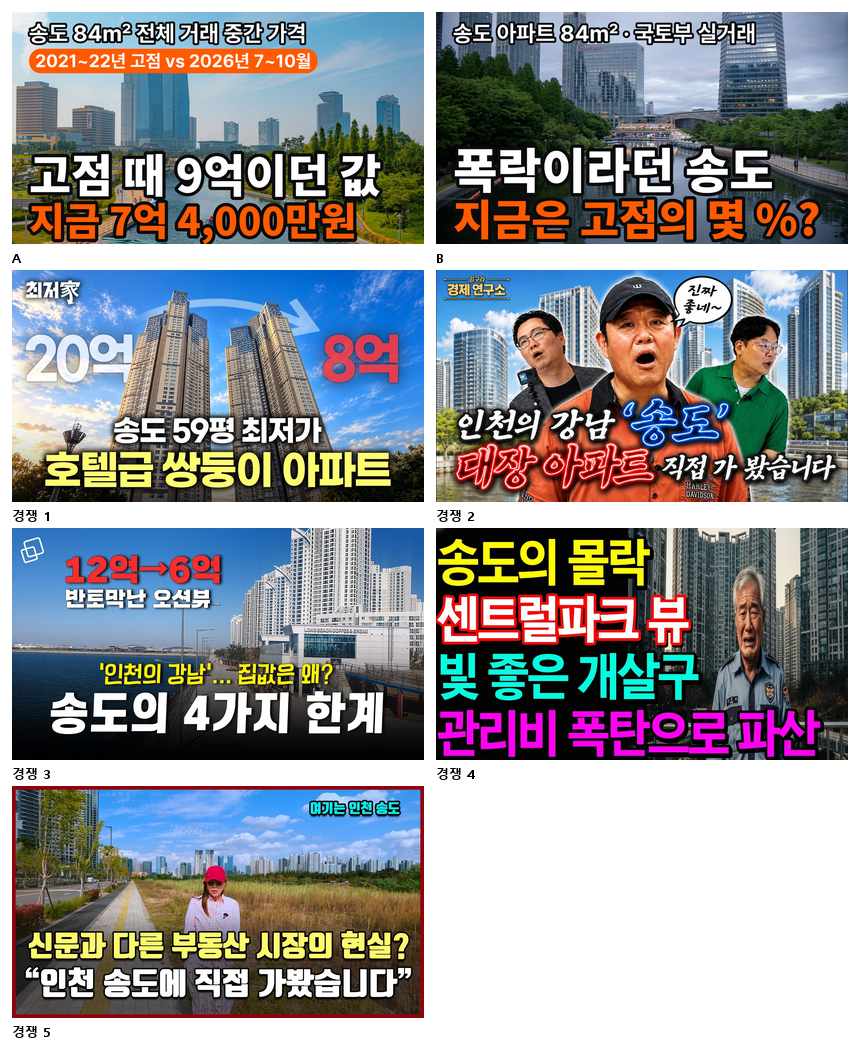 송도 84m² 전체 거래 중간 가격
2021~22년 고점 vs 2026년 7~10월
고점 때 9억이던 값
지금 7억 4,000만원
A
송도 아파트 84m² · 국토부 실거래
폭락이라던 송도
지금은 고점의 몇 %?
B
최저家
20억
8억
송도 59평 최저가
호텔급 쌍둥이 아파트
경쟁 1
김구라
경제 연구소
진짜
좋네~
인천의 강남 '송도'
대장 아파트 직접 가 봤습니다
HARLEY
DAVIDSON
경쟁 2
12억→6억
반토막난 오션뷰
LONG BEACH COFFEE & BREAD
'인천의 강남'... 집값은 왜?
송도의 4가지 한계
경쟁 3
송도의 몰락
센트럴파크 뷰
빛 좋은 개살구
관리비 폭탄으로 파산
경쟁 4
여기는 인천 송도
신문과 다른 부동산 시장의 현실?
“인천 송도에 직접 가봤습니다”
경쟁 5